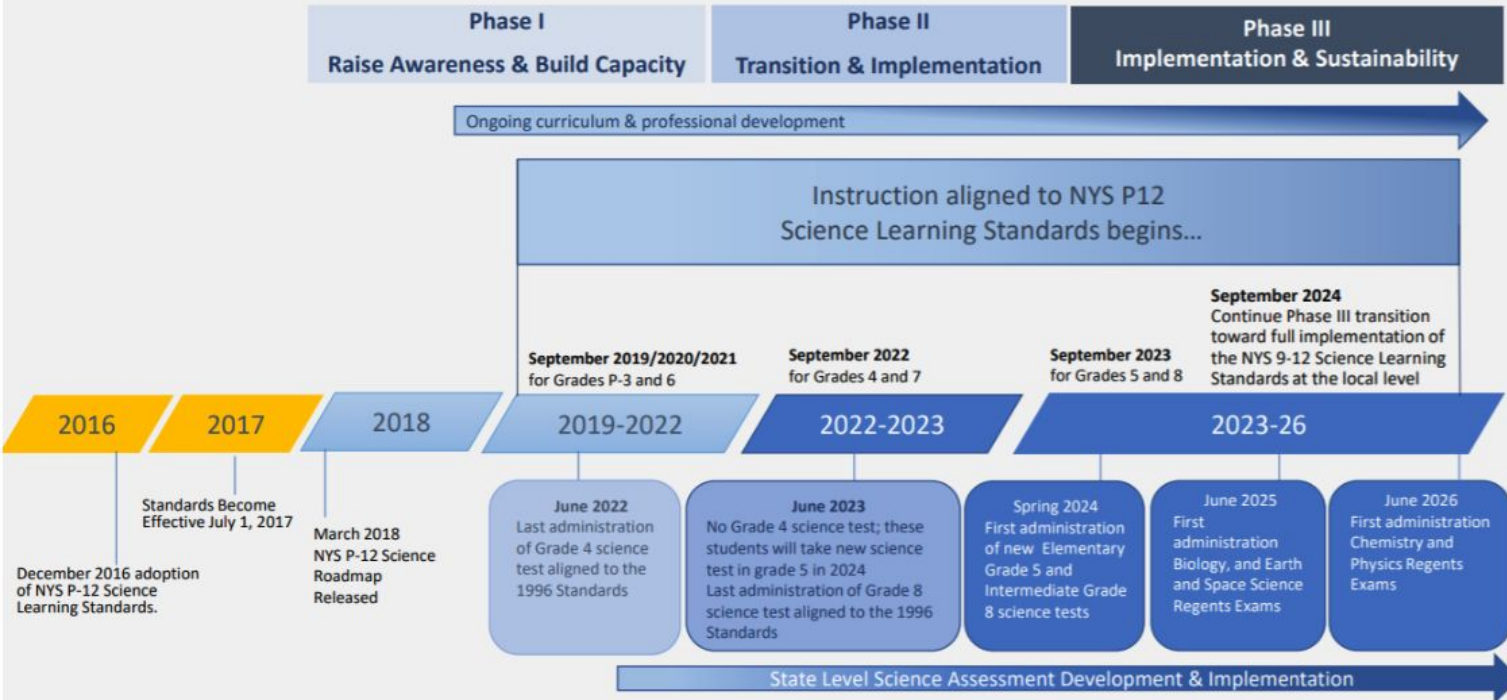 Phase I
Raise Awareness & Build Capacity
Phase II
Transition & Implementation
Phase III
Implementation & Sustainability
Ongoing curriculum & professional development
Instruction aligned to NYS P12
Science Learning Standards begins...
September 2019/2020/2021
for Grades P-3 and 6
September 2022
for Grades 4 and 7
September 2023
for Grades 5 and 8
September 2024
Continue Phase III transition
toward full implementation of
the NYS 9-12 Science Learning
Standards at the local level
2016
2017
2018
2019-2022
2022-2023
2023-26
December 2016 adoption
of NYS P-12 Science
Learning Standards.
Standards Become
Effective July 1, 2017
March 2018
NYS P-12 Science
Roadmap
Released
June 2022
Last administration
of Grade 4 science
test aligned to the
1996 Standards
June 2023
No Grade 4 science test; these
students will take new science
test in grade 5 in 2024
Last administration of Grade 8
science test aligned to the 1996
Standards
Spring 2024
First administration
of new Elementary
Grade 5 and
Intermediate Grade
8 science tests
June 2025
First
administration
Biology, and Earth
and Space Science
Regents Exams
June 2026
First administration
Chemistry and
Physics Regents
Exams
State Level Science Assessment Development & Implementation